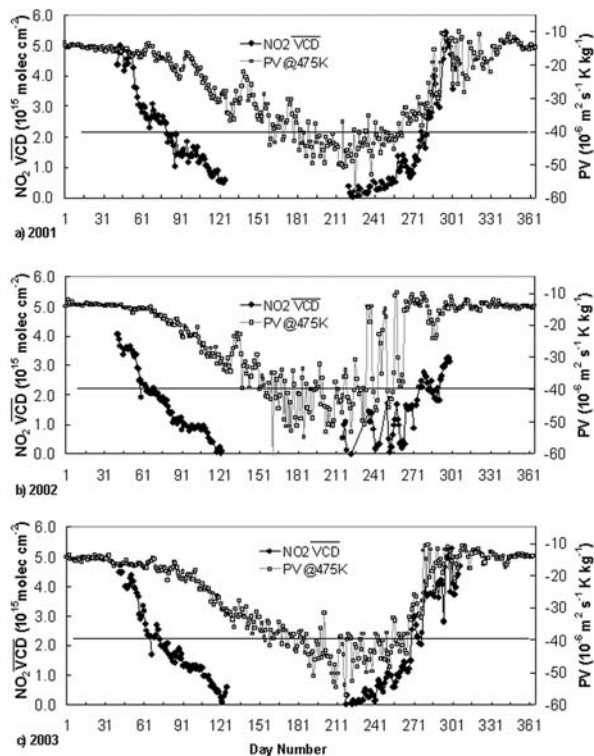 6.0
5.0
4.0
3.0
2.0
1.0
0.0
NO2 VCD (10^15 molec cm^-2)
NO2 VCD
PV@475K
-10
-20
-30
-40
-50
-60
PV (10^-6 m^2 s^-1 K kg^-1)
1 31 61 91 121 151 181 211 241 271 301 331 361
a) 2001
6.0
5.0
4.0
3.0
2.0
1.0
0.0
NO2 VCD (10^15 molec cm^-2)
NO2 VCD
PV@475K
-10
-20
-30
-40
-50
-60
PV (10^-6 m^2 s^-1 K kg^-1)
1 31 61 91 121 151 181 211 241 271 301 331 361
b) 2002
6.0
5.0
4.0
3.0
2.0
1.0
0.0
NO2 VCD (10^15 molec cm^-2)
NO2 VCD
PV@475K
-10
-20
-30
-40
-50
-60
PV (10^-6 m^2 s^-1 K kg^-1)
1 31 61 91 121 151 181 211 241 271 301 331 361
c) 2003
Day Number